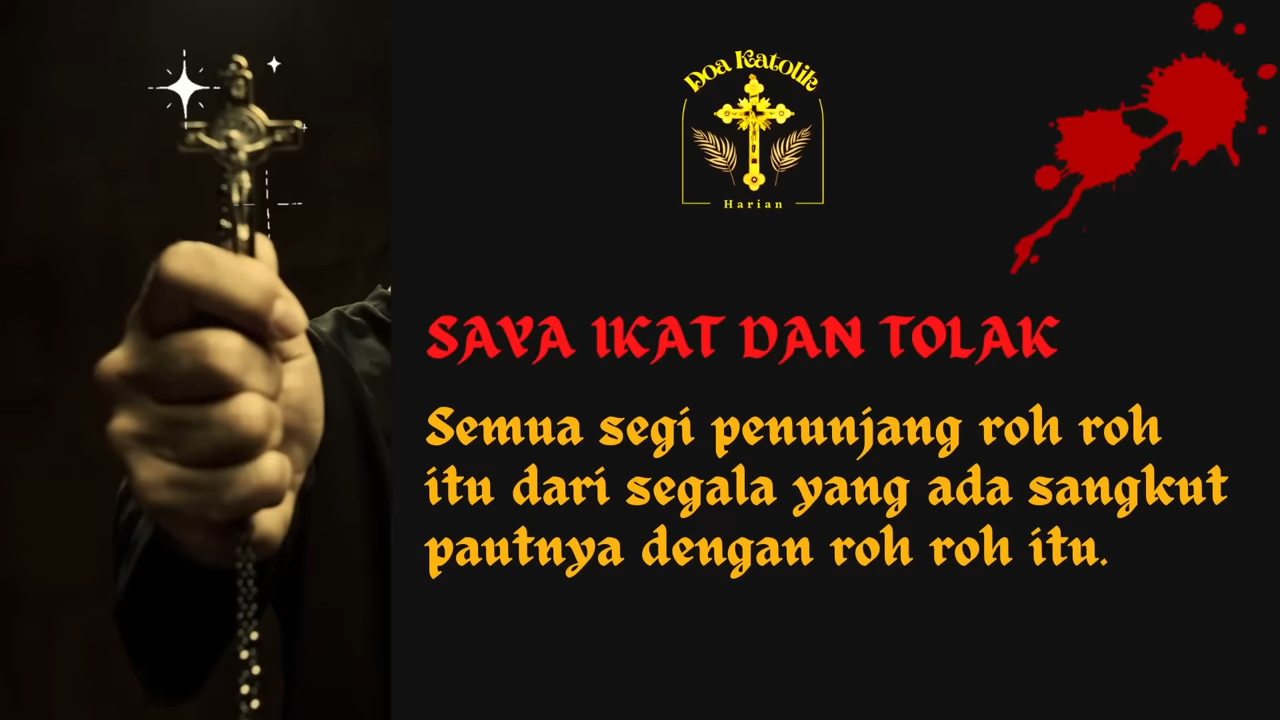 Doa Katolik
Harian
SAYA IKAT DAN TOLAK
Semua segi penunjang roh roh
itu dari segala yang ada sangkut
pautnya dengan roh roh itu.